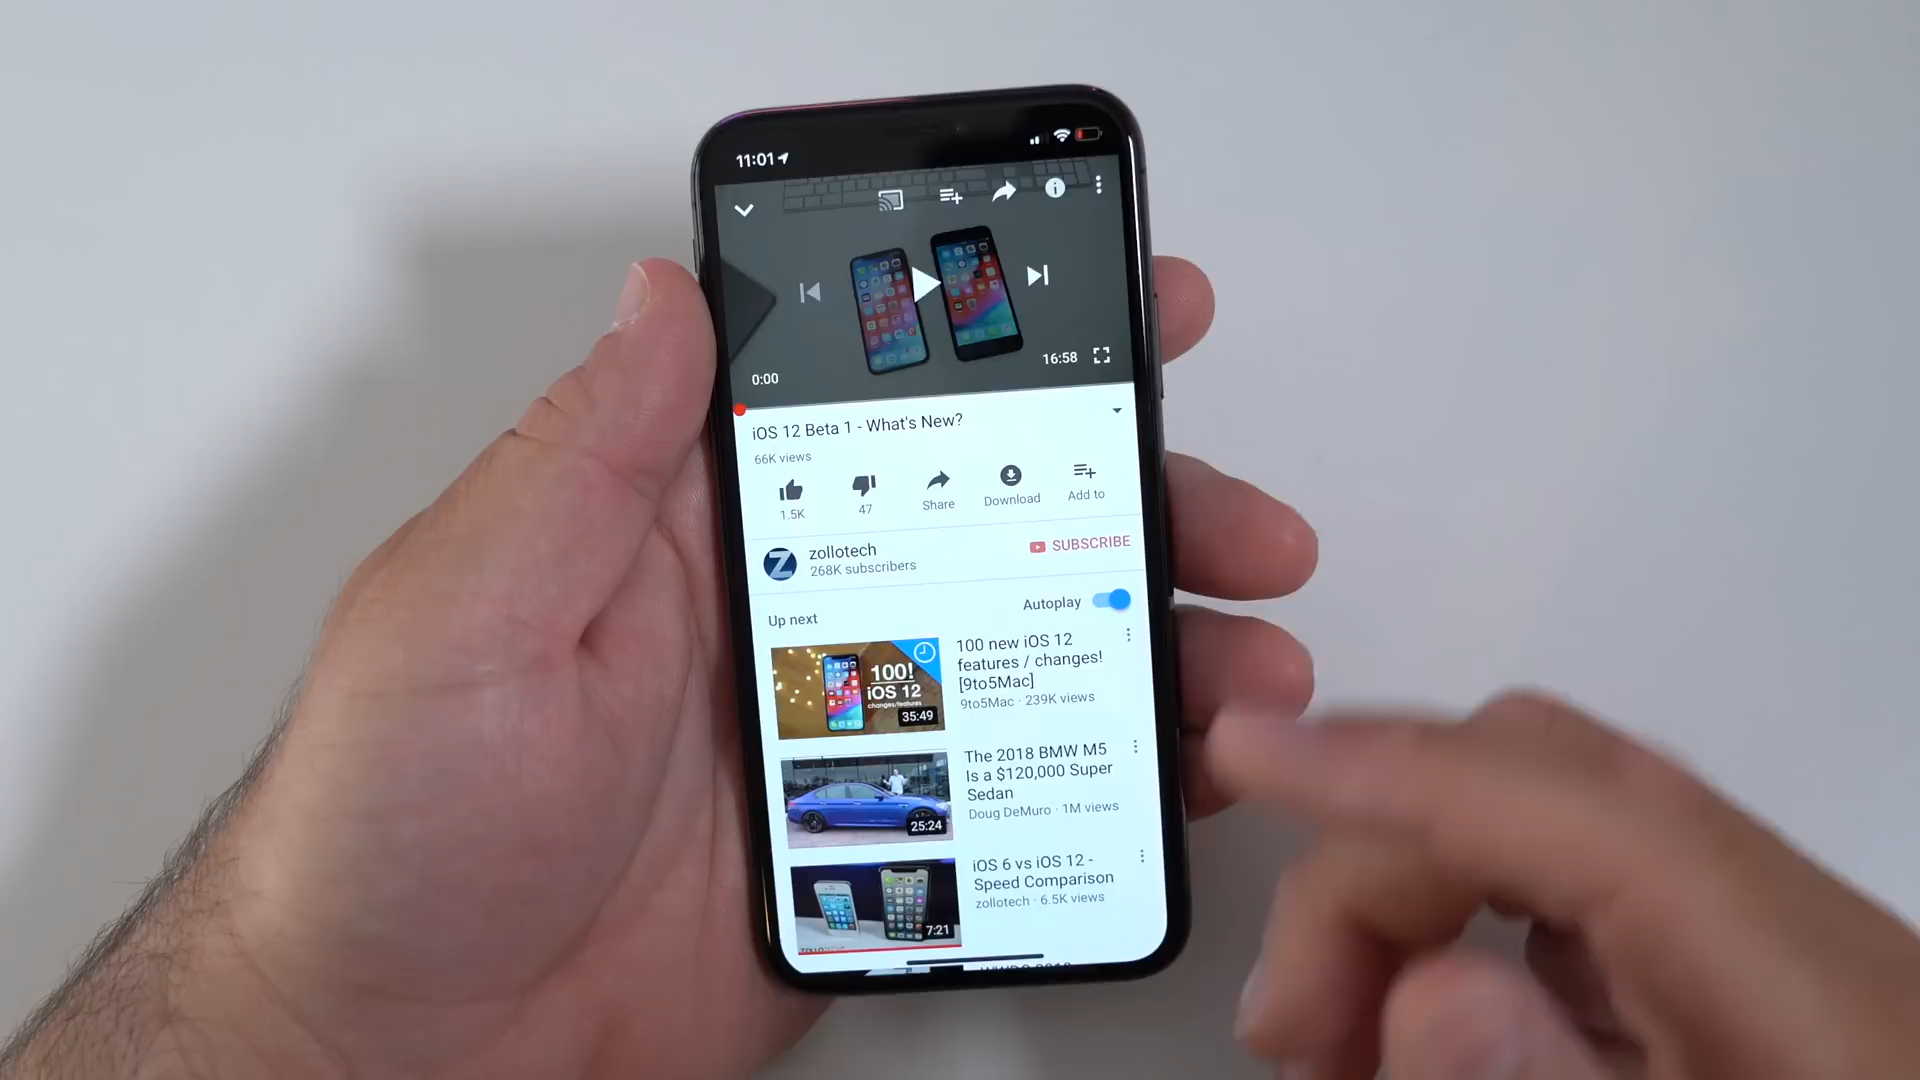 11:01
0:00
16:58
iOS 12 Beta 1 - What's New?
66K views
1.5K
47
Share
Download
Add to
Z
zollotech
268K subscribers
SUBSCRIBE
Up next
Autoplay
100!
iOS 12
changes/features
35:49
100 new iOS 12
features / changes!
[9to5Mac]
9to5Mac · 239K views
25:24
The 2018 BMW M5
Is a $120,000 Super
Sedan
Doug DeMuro · 1M views
7:21
iOS 6 vs iOS 12 -
Speed Comparison
zollotech · 6.5K views